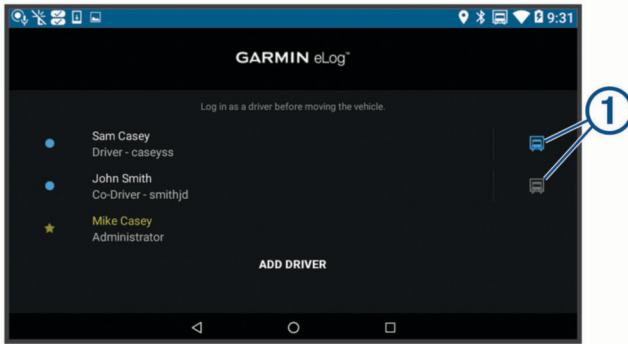 9:31
GARMIN eLog™
Log in as a driver before moving the vehicle.
Sam Casey
Driver - caseyss
John Smith
Co-Driver - smithjd
Mike Casey
Administrator
ADD DRIVER
1